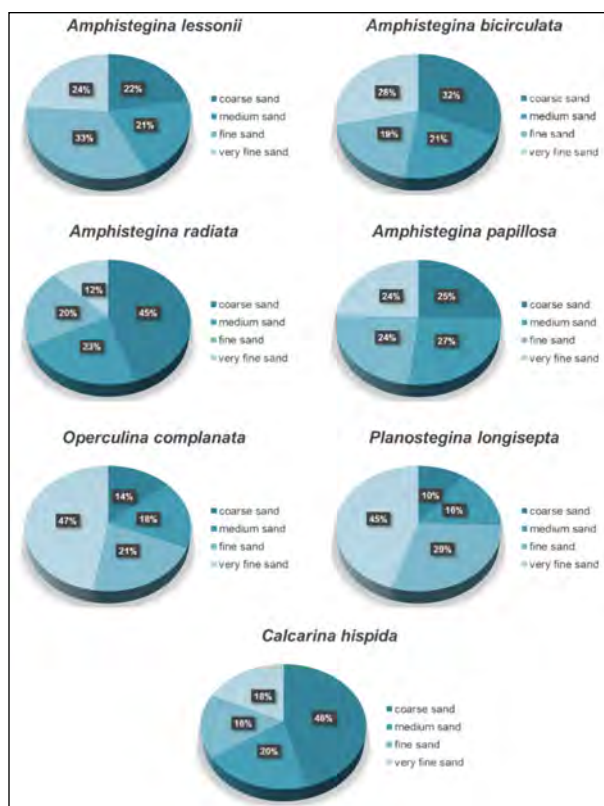 Amphistegina lessonii
22%
21%
33%
24%
coarse sand
medium sand
fine sand
very fine sand
Amphistegina bicirculata
32%
21%
19%
28%
coarse sand
medium sand
fine sand
very fine sand
Amphistegina radiata
45%
23%
20%
12%
coarse sand
medium sand
fine sand
very fine sand
Amphistegina papillosa
25%
27%
24%
24%
coarse sand
medium sand
fine sand
very fine sand
Operculina complanata
14%
18%
21%
47%
coarse sand
medium sand
fine sand
very fine sand
Planostegina longisepta
10%
16%
29%
45%
coarse sand
medium sand
fine sand
very fine sand
Calcarina hispida
46%
20%
16%
18%
coarse sand
medium sand
fine sand
very fine sand